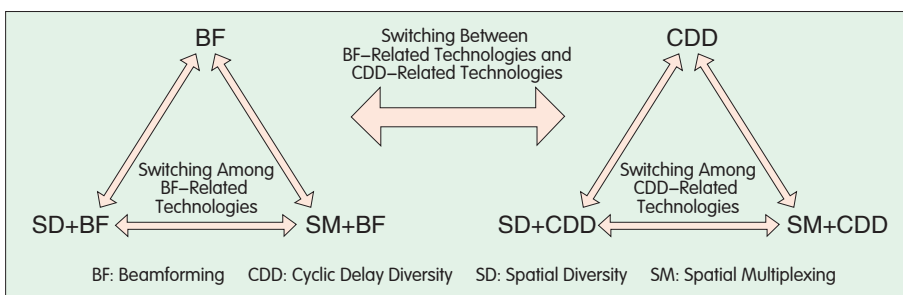 BF
Switching Between
BF–Related Technologies and
CDD–Related Technologies
CDD
Switching Among
BF–Related
Technologies
SD+BF
SM+BF
Switching Among
CDD–Related
Technologies
SD+CDD
SM+CDD
BF: Beamforming CDD: Cyclic Delay Diversity SD: Spatial Diversity SM: Spatial Multiplexing